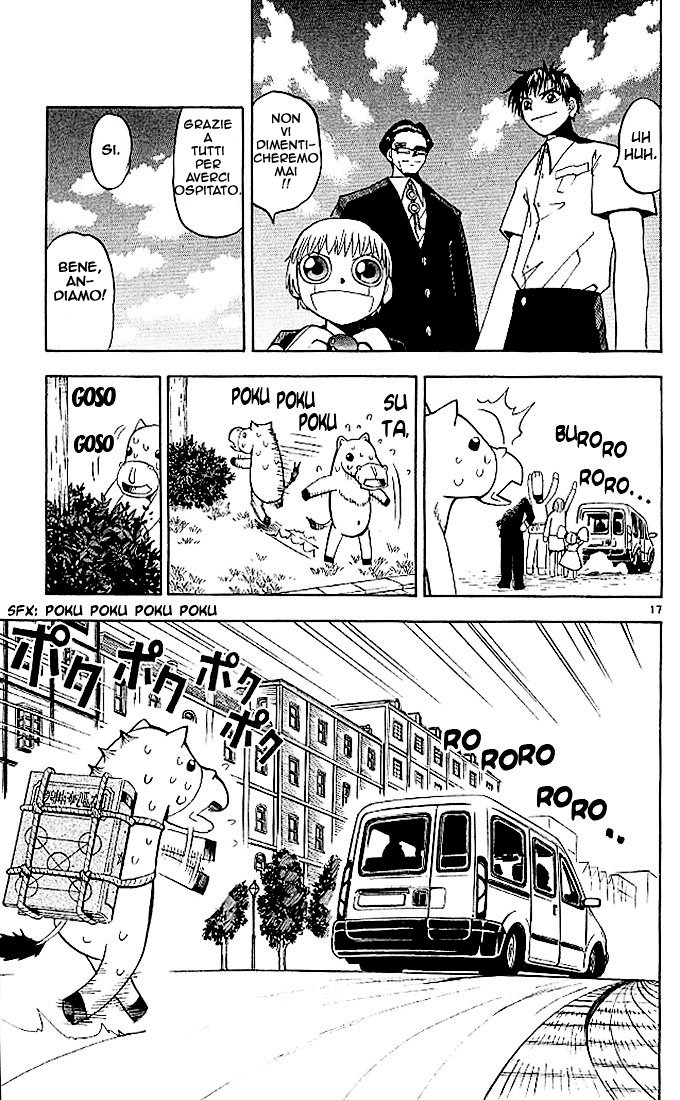 UH
HUH.
NON
VI
DIMENTI-
CHEREMO
MAI
!!
GRAZIE
A
TUTTI
PER
AVERCI
OSPITATO.
SI.
BENE,
AN-
DIAMO!
BURORO
RORO...
SU
TA,
POKU POKU
POKU
GOSO
GOSO
SFX: POKU POKU POKU POKU
17
ポク ポク ポク
ポク
RO
RORO
RORO..